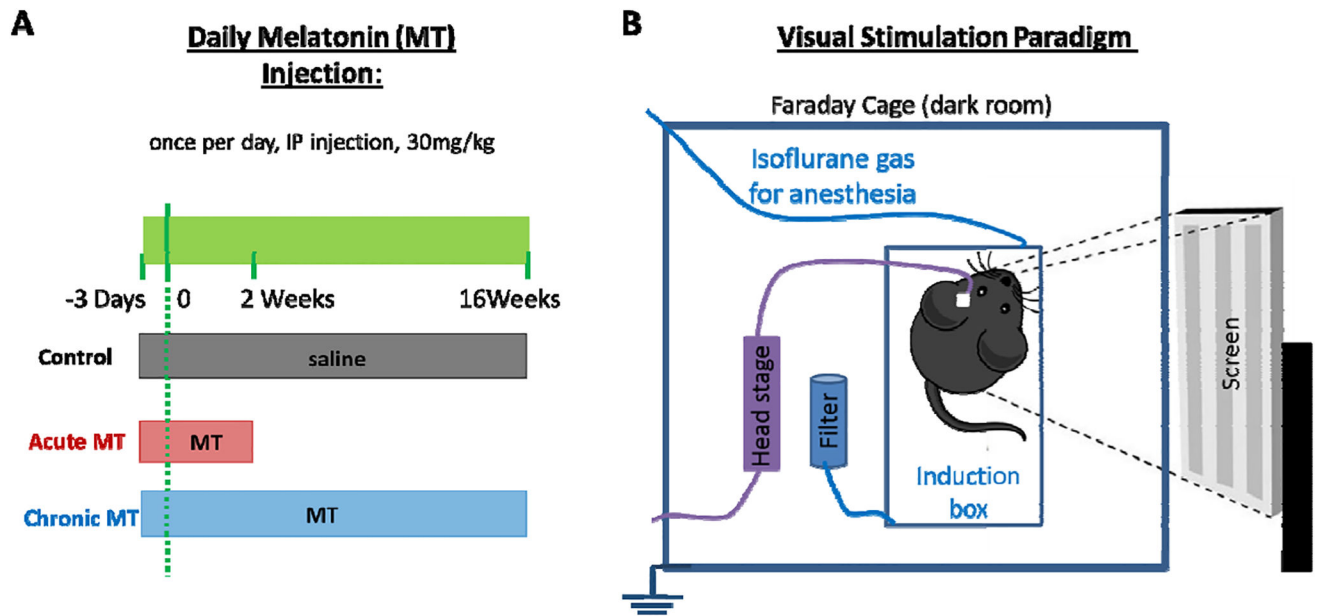 A
Daily Melatonin (MT)
Injection:
once per day, IP injection, 30mg/kg
-3 Days 0 2 Weeks 16Weeks
Control saline
Acute MT MT
Chronic MT MT
B
Visual Stimulation Paradigm
Faraday Cage (dark room)
Isoflurane gas
for anesthesia
Head stage
Filter
Induction
box
Screen